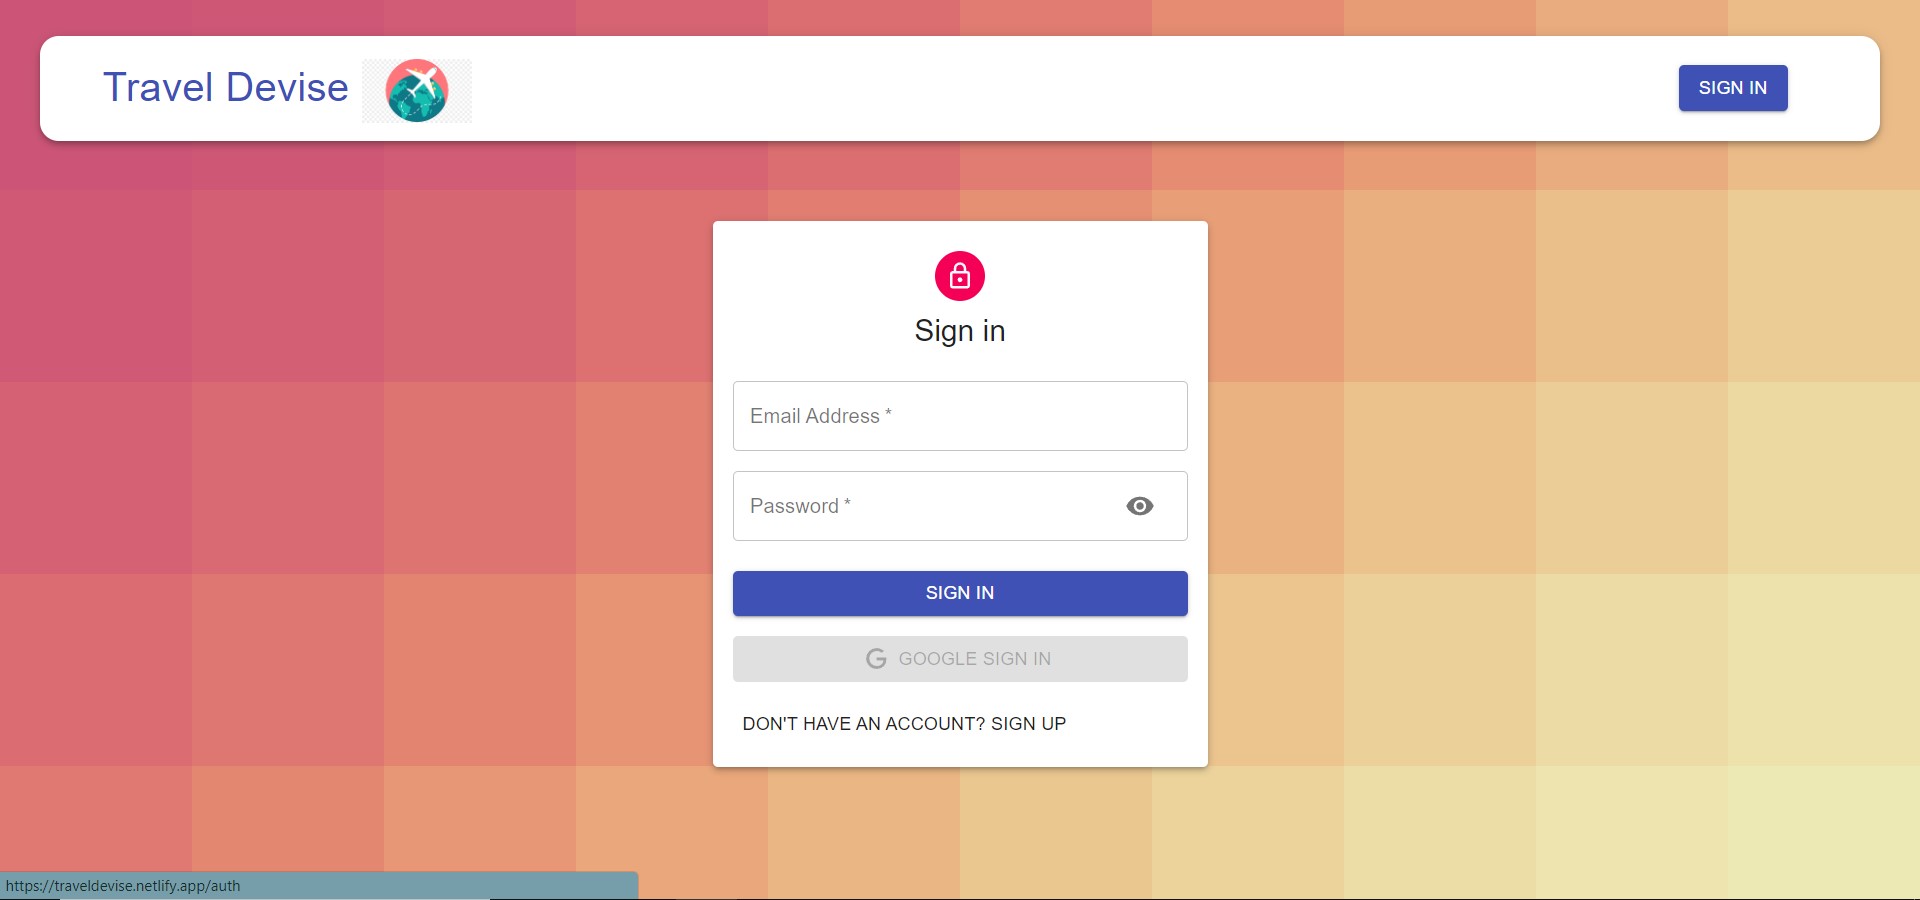 Travel Devise
SIGN IN
Sign in
Email Address *
Password *
SIGN IN
GOOGLE SIGN IN
DON'T HAVE AN ACCOUNT? SIGN UP
https://traveldevise.netlify.app/auth